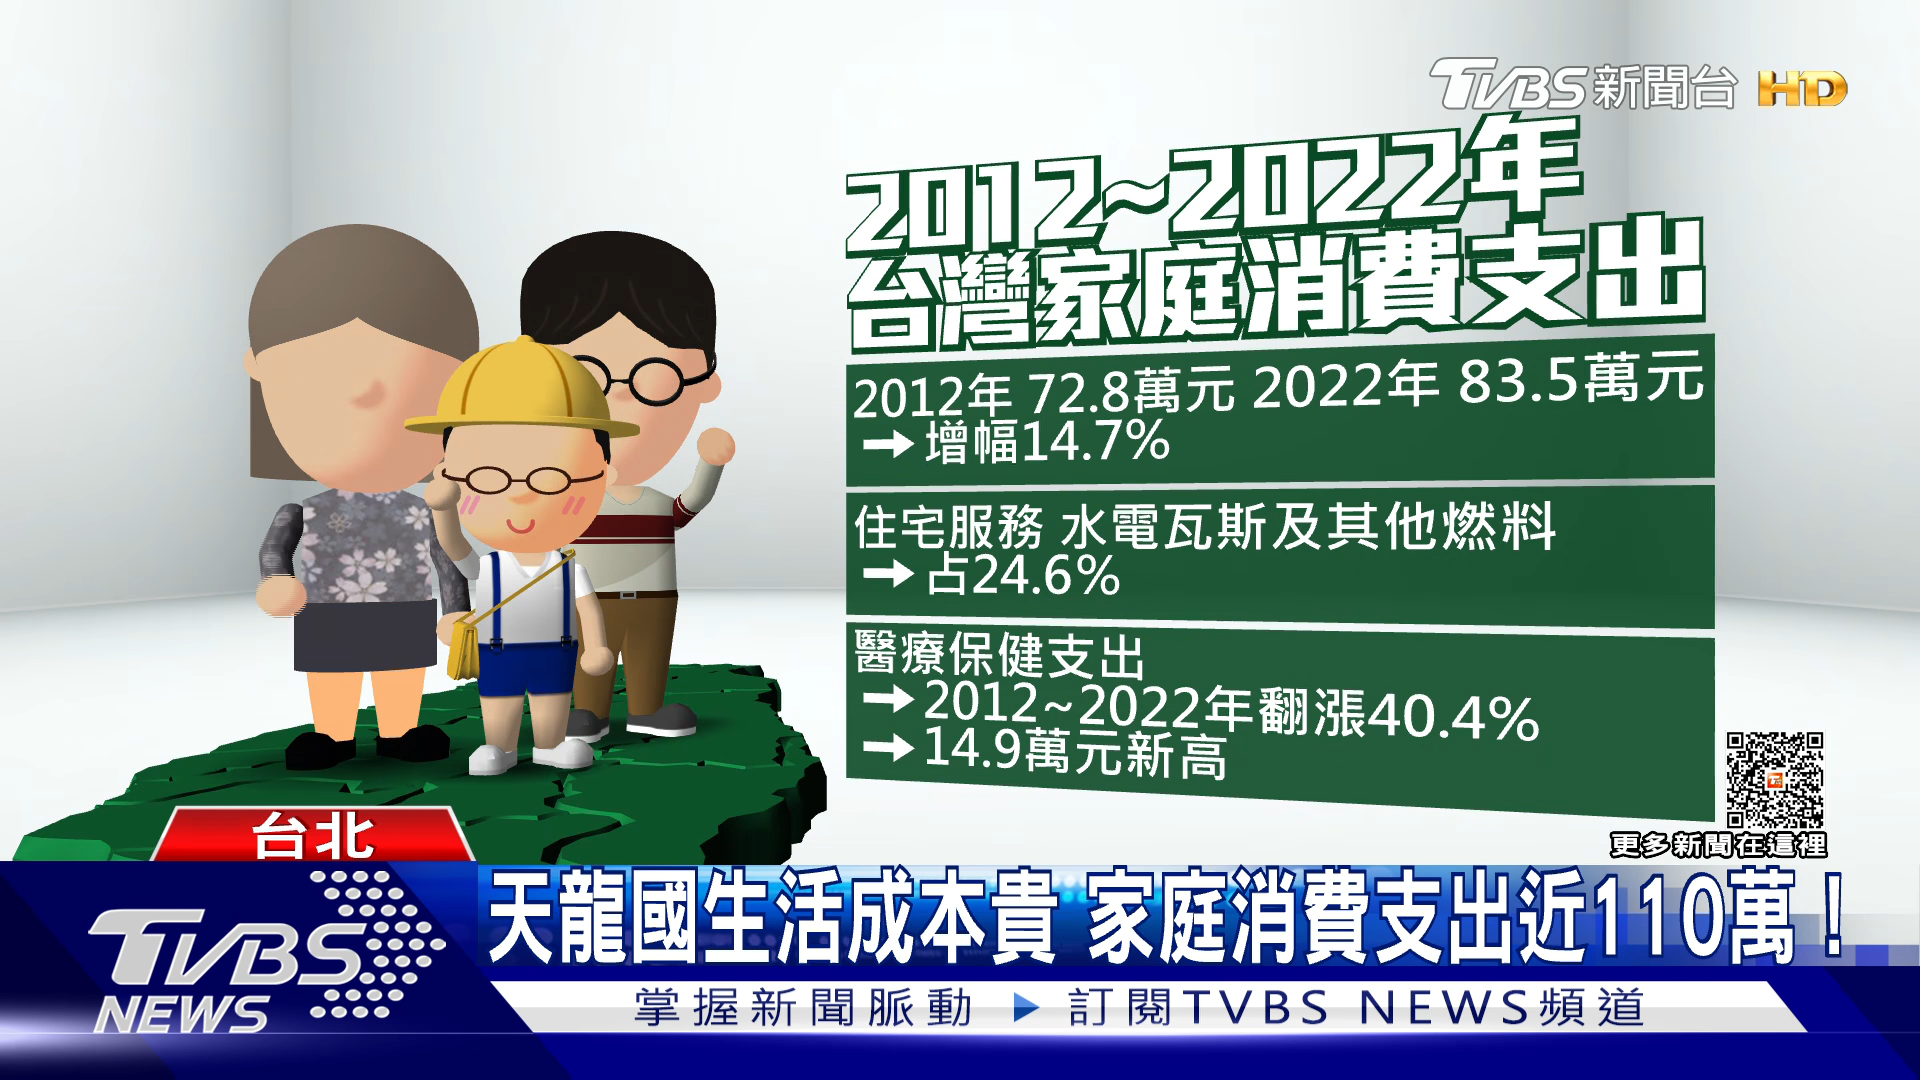 TVBS新聞台 HD
2012~2022年
台灣家庭消費支出
2012年 72.8萬元 2022年 83.5萬元
➡增幅14.7%
住宅服務 水電瓦斯及其他燃料
➡占24.6%
醫療保健支出
➡2012~2022年翻漲40.4%
➡14.9萬元新高
更多新聞在這裡
台北
天龍國生活成本貴 家庭消費支出近110萬！
TVBS
NEWS
掌握新聞脈動 ▶ 訂閱TVBS NEWS頻道